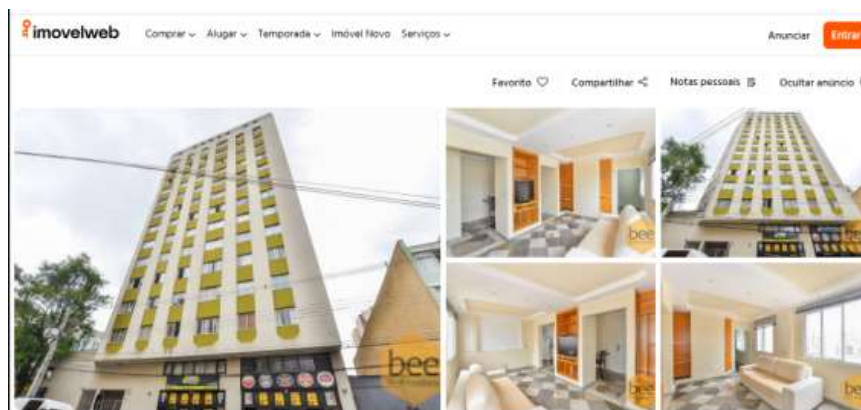 imovelweb
Comprar Alugar Temporada Imóvel Novo Serviços
Anunciar Entrar
Favorito Compartilhar Notas pessoais Ocultar anúncio
bee
bee
bee
bee
bee